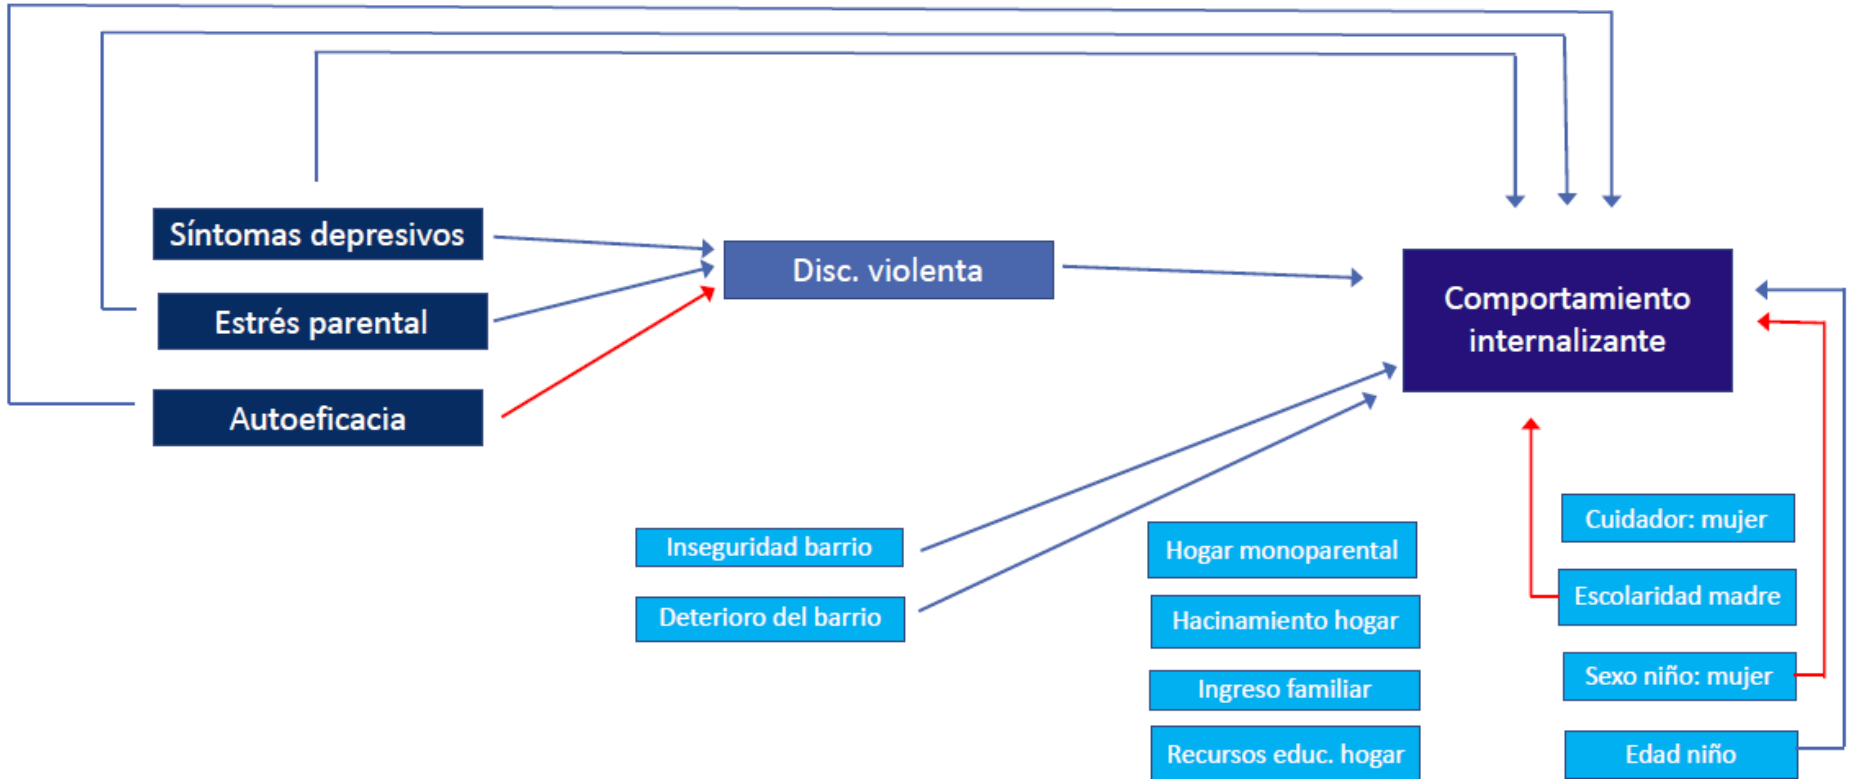 Síntomas depresivos
Estrés parental
Autoeficacia
Disc. violenta
Comportamiento
internalizante
Inseguridad barrio
Deterioro del barrio
Hogar monoparental
Hacinamiento hogar
Ingreso familiar
Recursos educ. hogar
Cuidador: mujer
Escolaridad madre
Sexo niño: mujer
Edad niño